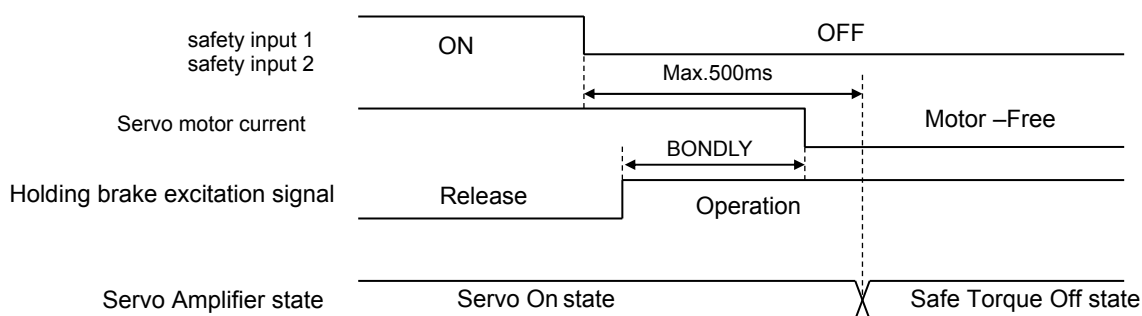 safety input 1
safety input 2
ON
OFF
Max.500ms
Servo motor current
Motor –Free
BONDLY
Holding brake excitation signal
Release
Operation
Servo Amplifier state
Servo On state
Safe Torque Off state